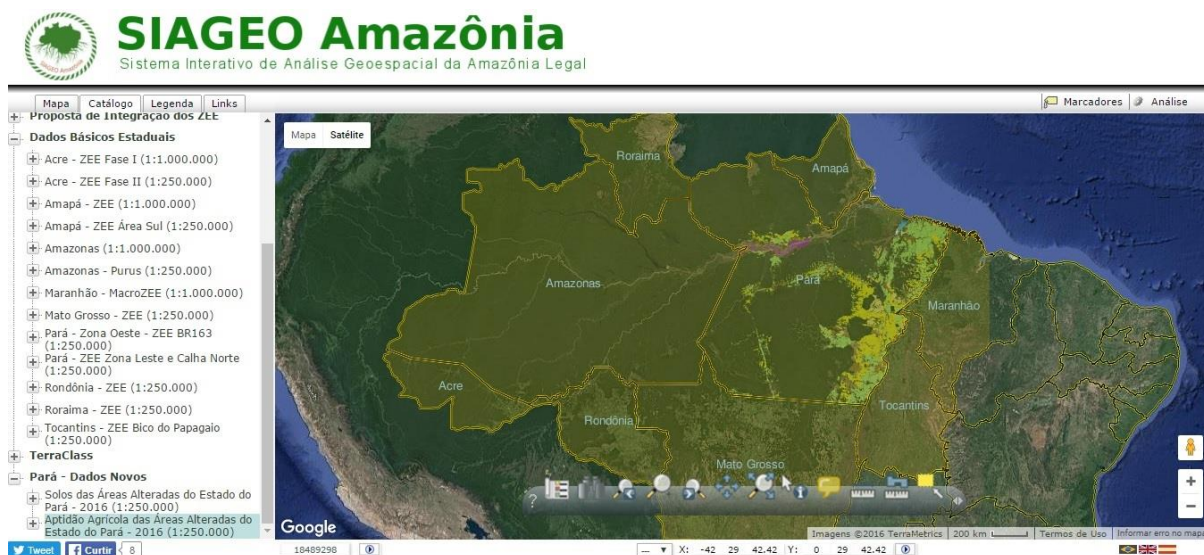 SIAGEO Amazônia
Sistema Interativo de Análise Geoespacial da Amazônia Legal
Mapa
Catálogo
Legenda
Links
Marcadores
Análise
Proposta de Integração dos ZEE
Dados Básicos Estaduais
Acre - ZEE Fase I (1:1.000.000)
Acre - ZEE Fase II (1:250.000)
Amapá - ZEE (1:1.000.000)
Amapá - ZEE Área Sul (1:250.000)
Amazonas (1:1.000.000)
Amazonas - Purus (1:250.000)
Maranhão - MacroZEE (1:1.000.000)
Mato Grosso - ZEE (1:250.000)
Pará - Zona Oeste - ZEE BR163
(1:250.000)
Pará - ZEE Zona Leste e Calha Norte
(1:250.000)
Rondônia - ZEE (1:250.000)
Roraima - ZEE (1:250.000)
Tocantins - ZEE Bico do Papagaio
(1:250.000)
TerraClass
Pará - Dados Novos
Solos das Áreas Alteradas do Estado do
Pará - 2016 (1:250.000)
Aptidão Agrícola das Áreas Alteradas do
Estado do Pará - 2016 (1:250.000)
Mapa
Satélite
Roraima
Amapá
Amazonas
Pará
Maranhão
Acre
Tocantins
Rondônia
Mato Grosso
Google
Imagens ©2016 TerraMetrics
200 km
Termos de Uso
Informar erro no mapa
Tweet
Curtir
8
18489298
X: -42 29 42.42 Y: 0 29 42.42